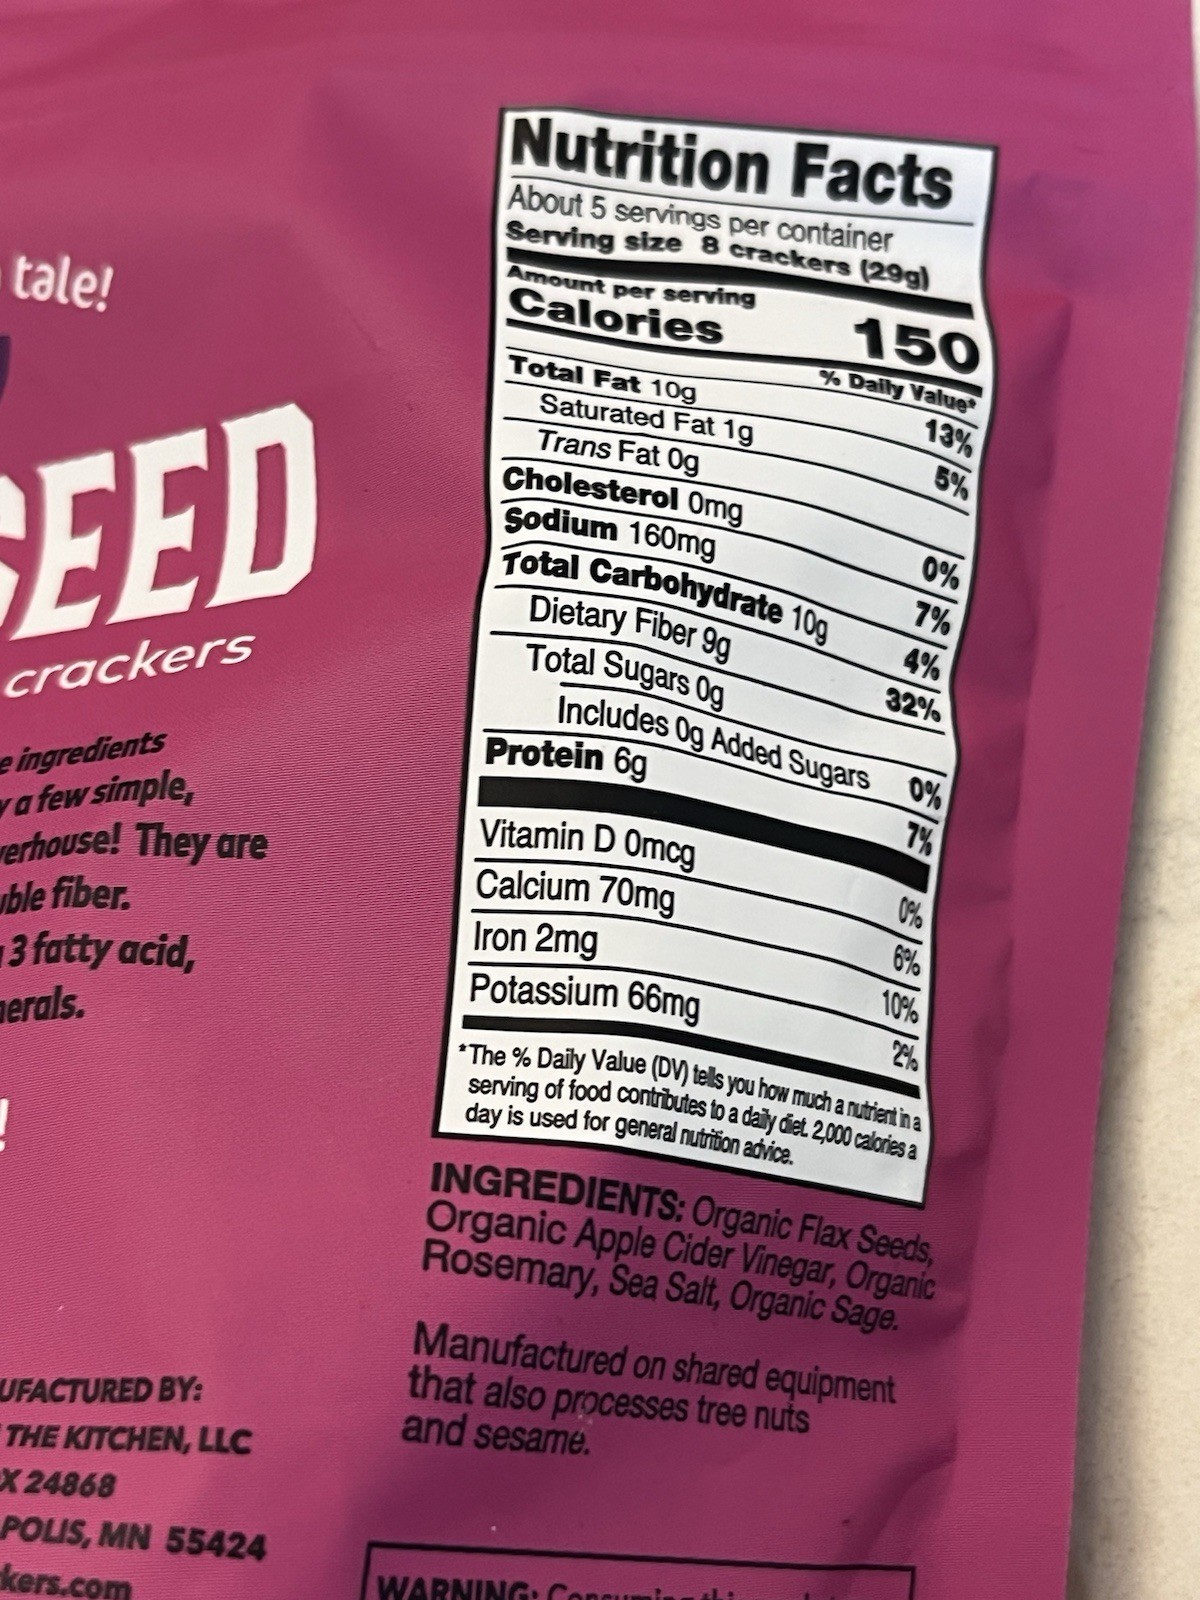 tale!
SEED
crackers
ingredients
a few simple,
They are
fiber.
3 fatty acid,
!
BY:
THE KITCHEN, LLC
24868
MN 55424
Nutrition Facts
About 5 servings per container
Serving size 8 crackers (29g)
Amount per serving
Calories 150
% Daily Value*
Total Fat 10g 13%
Saturated Fat 1g 5%
Trans Fat 0g
Cholesterol 0mg 0%
Sodium 160mg 7%
Total Carbohydrate 10g 4%
Dietary Fiber 9g 32%
Total Sugars 0g
Includes 0g Added Sugars 0%
Protein 6g 7%
Vitamin D 0mcg 0%
Calcium 70mg 6%
Iron 2mg 10%
Potassium 66mg 2%
*The % Daily Value (DV) tells you how much a nutrient in a
serving of food contributes to a daily diet. 2,000 calories a
day is used for general nutrition advice.
INGREDIENTS: Organic Flax Seeds,
Organic Apple Cider Vinegar, Organic
Rosemary, Sea Salt, Organic Sage.
Manufactured on shared equipment
that also processes tree nuts
and sesame.
WARNING: Consuming this